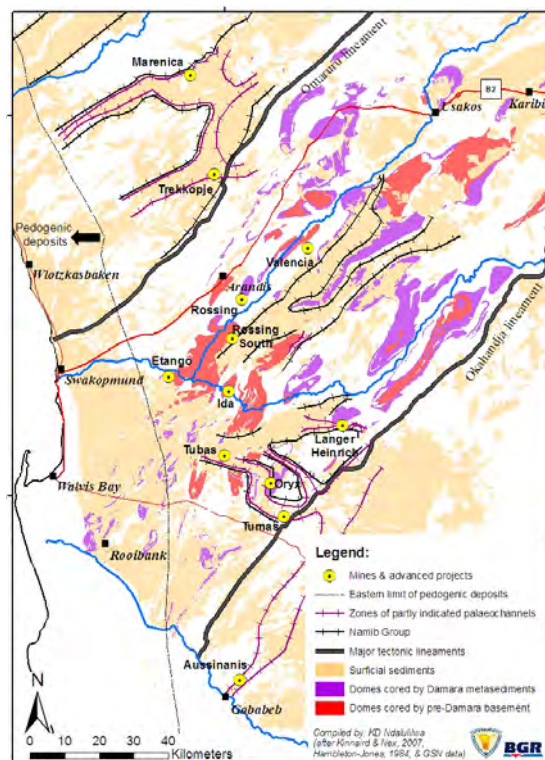 Marenica
Omaruru lineament
B2
Usakos
Karibi
Trekkopje
Pedogenic
deposits
Wlotzkasbaken
Valencia
Arandis
Rossing
Rossing
South
Okahandja lineament
Etango
Swakopmund
Ida
Langer
Heinrich
Tubas
Oryx
Walvis Bay
Tumas
Rooibank
Legend:
Mines & advanced projects
Eastern limit of pedogenic deposits
Zones of partly indicated palaeochannels
Namib Group
Major tectonic lineaments
Surficial sediments
Domes cored by Damara metasediments
Domes cored by pre-Damara basement
Aussinanis
Gobabeb
N
0 10 20 30 40
Kilometers
Compiled by: KD Ndalulilwa
(after Kinnaird & Nex, 2007,
Hambleton-Jones, 1984, & GSN data)
BGR